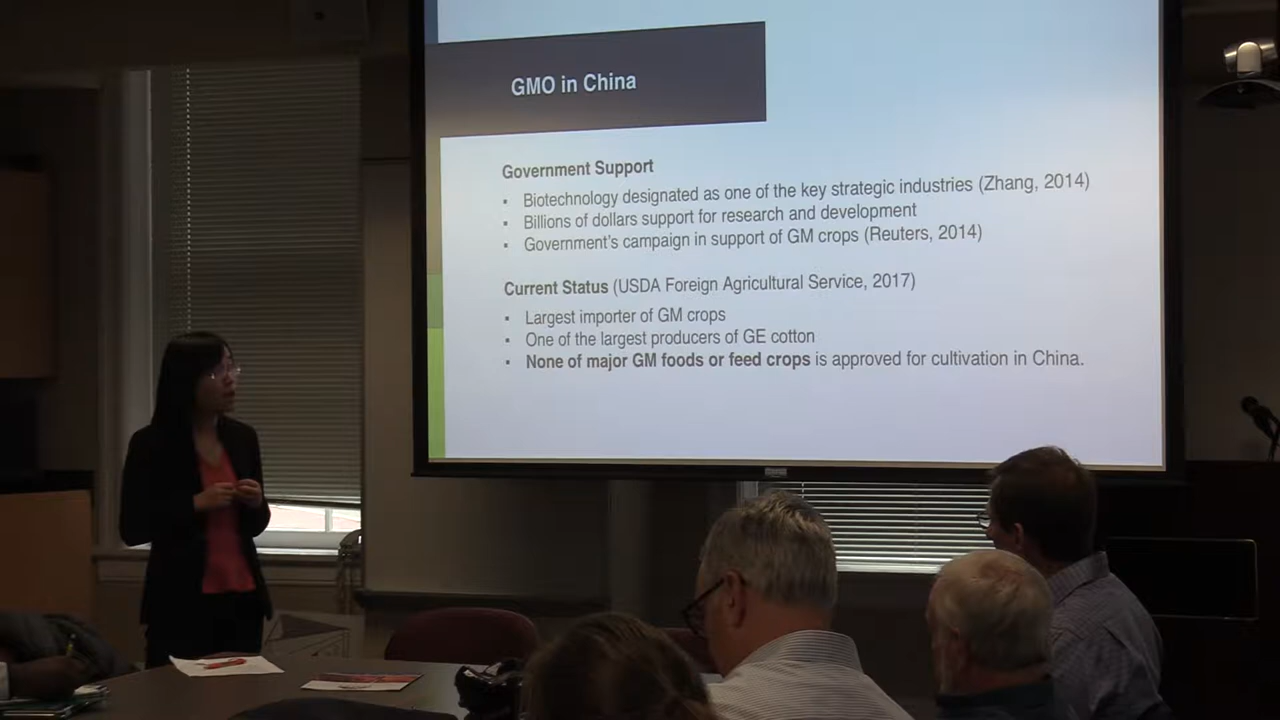 GMO in China
Government Support
▪ Biotechnology designated as one of the key strategic industries (Zhang, 2014)
▪ Billions of dollars support for research and development
▪ Government's campaign in support of GM crops (Reuters, 2014)
Current Status (USDA Foreign Agricultural Service, 2017)
▪ Largest importer of GM crops
▪ One of the largest producers of GE cotton
▪ None of major GM foods or feed crops is approved for cultivation in China.